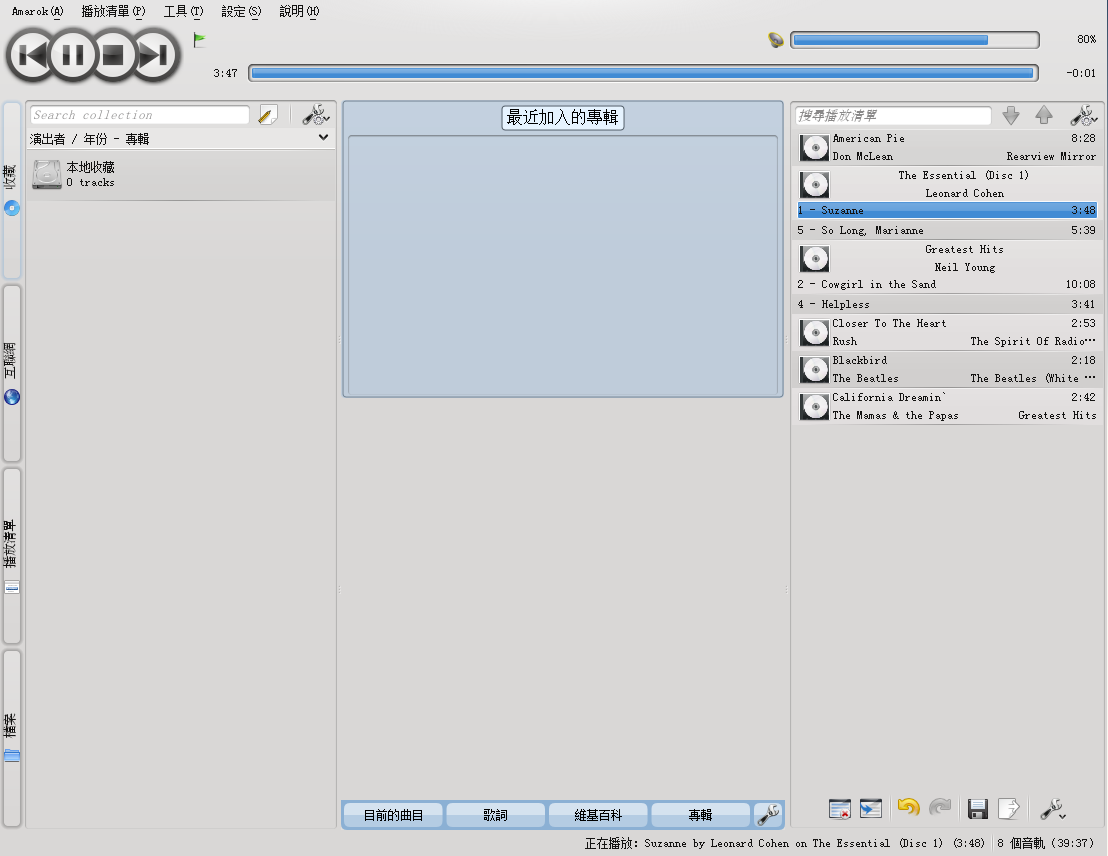 Amarok(A) 播放清單(P) 工具(T) 設定(S) 說明(H)
80%
3:47 -0:01
收藏
互聯網
播放清單
檔案
Search collection
演出者 / 年份 - 專輯
本地收藏
0 tracks
最近加入的專輯
目前的曲目 歌詞 維基百科 專輯
搜尋播放清單
American Pie 8:28
Don McLean Rearview Mirror
The Essential (Disc 1)
Leonard Cohen
1 - Suzanne 3:48
5 - So Long, Marianne 5:39
Greatest Hits
Neil Young
2 - Cowgirl in the Sand 10:08
4 - Helpless 3:41
Closer To The Heart 2:53
Rush The Spirit Of Radio…
Blackbird 2:18
The Beatles The Beatles (White …
California Dreamin` 2:42
The Mamas & the Papas Greatest Hits
正在播放: Suzanne by Leonard Cohen on The Essential (Disc 1) (3:48) 8 個音軌 (39:37)